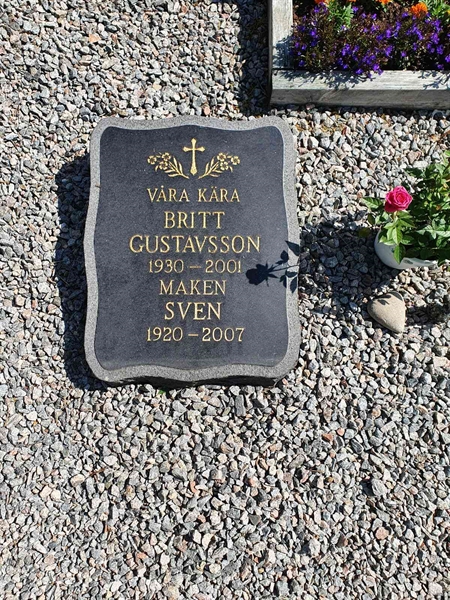 VÅRA KÄRA
BRITT
GUSTAVSSON
1930 – 2001
MAKEN
SVEN
1920 – 2007